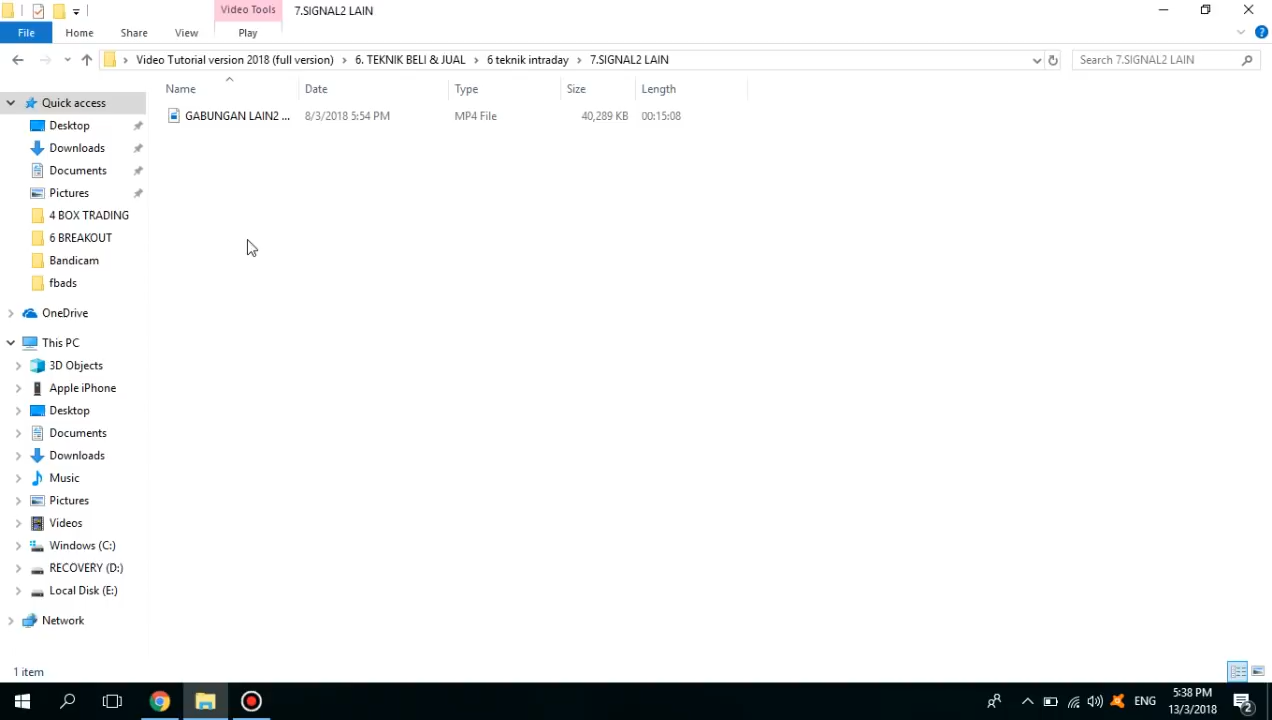 Video Tools
7.SIGNAL2 LAIN
File
Home
Share
View
Play
Video Tutorial version 2018 (full version)
6. TEKNIK BELI & JUAL
6 teknik intraday
7.SIGNAL2 LAIN
Search 7.SIGNAL2 LAIN
Name
Date
Type
Size
Length
GABUNGAN LAIN2 ...
8/3/2018 5:54 PM
MP4 File
40,289 KB
00:15:08
Quick access
Desktop
Downloads
Documents
Pictures
4 BOX TRADING
6 BREAKOUT
Bandicam
fbads
OneDrive
This PC
3D Objects
Apple iPhone
Desktop
Documents
Downloads
Music
Pictures
Videos
Windows (C:)
RECOVERY (D:)
Local Disk (E:)
Network
1 item
ENG
5:38 PM
13/3/2018
2